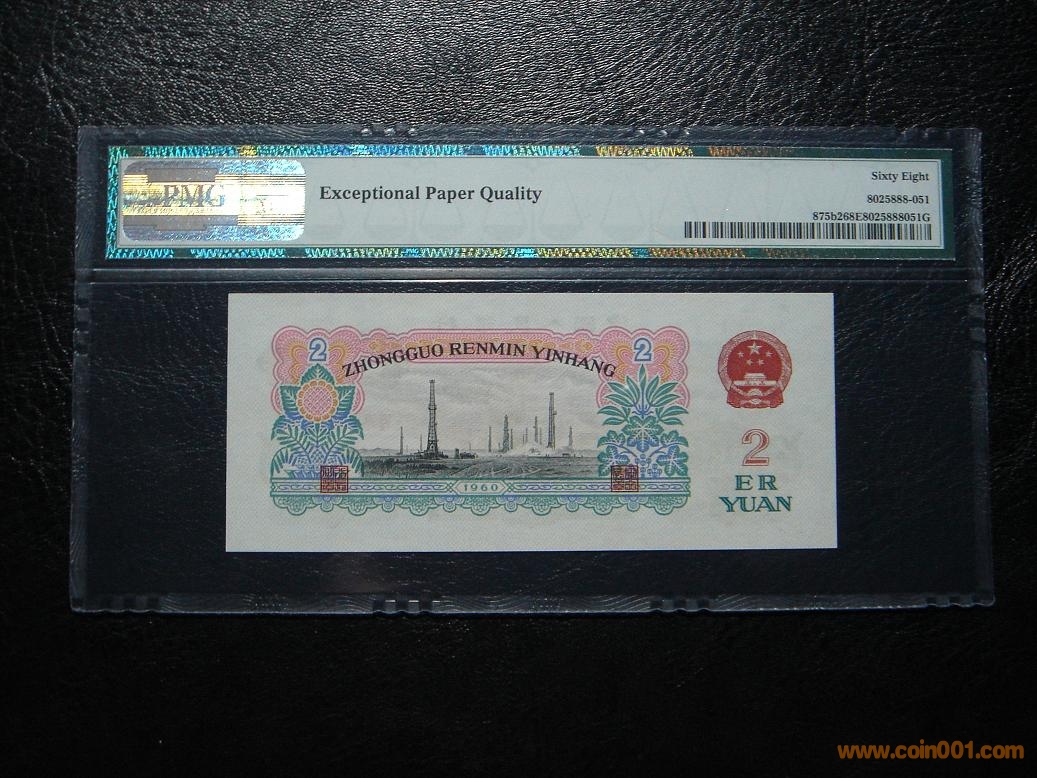 PMG
Exceptional Paper Quality
Sixty Eight
8025888-051
875b268E8025888051G
2
2
ZHONGGUO RENMIN YINHANG
1960
2
ER
YUAN
www.coin001.com